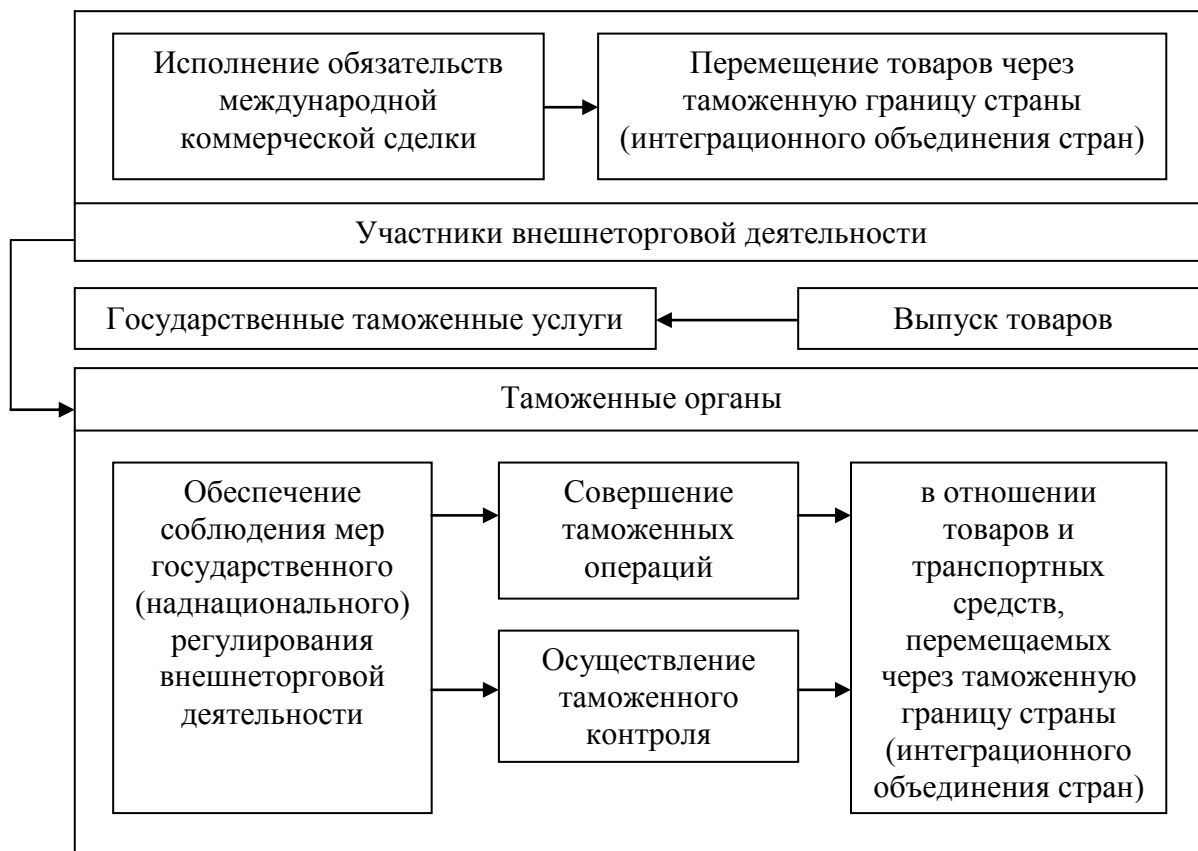 Исполнение обязательств
международной
коммерческой сделки
Перемещение товаров через
таможенную границу страны
(интеграционного объединения стран)
Участники внешнеторговой деятельности
Государственные таможенные услуги
Выпуск товаров
Таможенные органы
Обеспечение
соблюдения мер
государственного
(наднационального)
регулирования
внешнеторговой
деятельности
Совершение
таможенных
операций
Осуществление
таможенного
контроля
в отношении
товаров и
транспортных
средств,
перемещаемых
через таможенную
границу страны
(интеграционного
объединения стран)